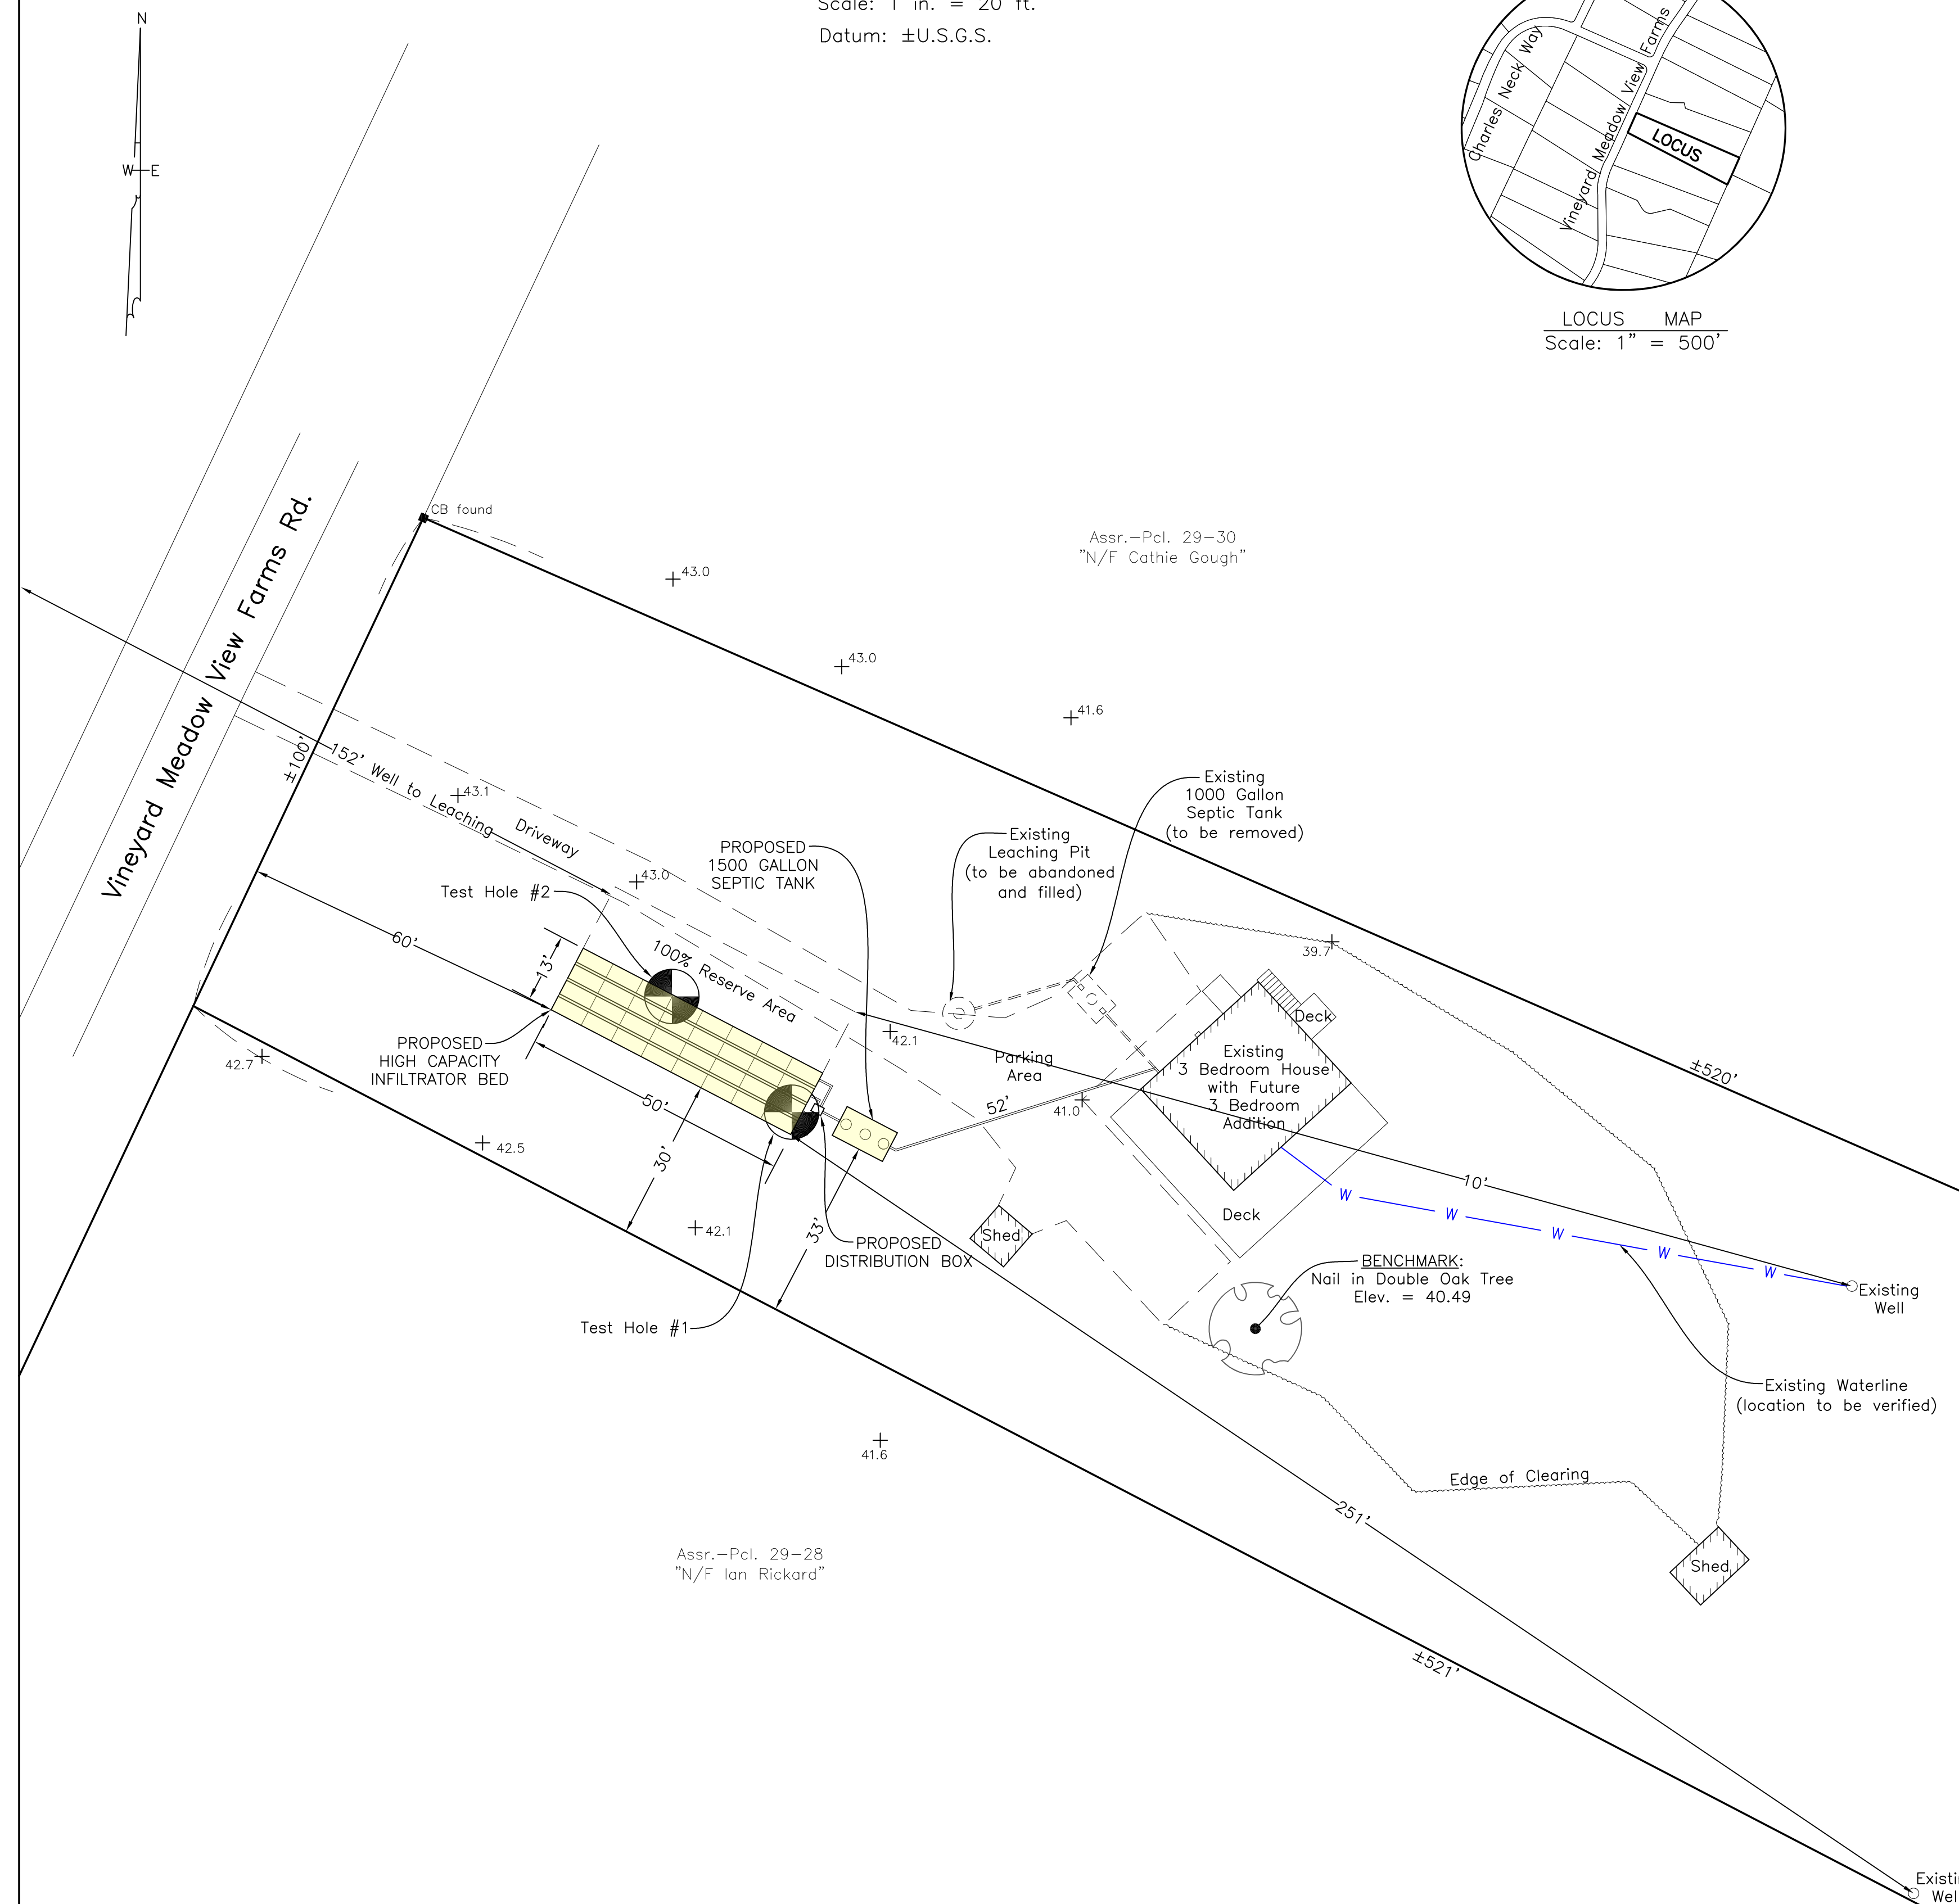 Scale: 1 in. = 20 ft.
Datum: ±U.S.G.S.
N
W
E
Charles Neck Way
Vineyard Meadow View Farms
LOCUS
LOCUS MAP
Scale: 1" = 500'
CB found
Assr.-Pcl. 29-30
"N/F Cathie Gough"
43.0
43.0
41.6
Vineyard Meadow View Farms Rd.
±100'
152' Well to Leaching
43.1
Driveway
43.0
Test Hole #2
PROPOSED
1500 GALLON
SEPTIC TANK
Existing
Leaching Pit
(to be abandoned
and filled)
Existing
1000 Gallon
Septic Tank
(to be removed)
60'
13'
100% Reserve Area
39.7
Deck
42.1
Parking
Area
41.0
Existing
3 Bedroom House
with Future
3 Bedroom
Addition
±520'
42.7
PROPOSED
HIGH CAPACITY
INFILTRATOR BED
50'
52'
42.5
30'
33'
42.1
10'
W W W W W
Deck
Shed
PROPOSED
DISTRIBUTION BOX
BENCHMARK:
Nail in Double Oak Tree
Elev. = 40.49
Existing
Well
Test Hole #1
Existing Waterline
(location to be verified)
41.6
Edge of Clearing
251'
Assr.-Pcl. 29-28
"N/F Ian Rickard"
Shed
±521'
Existi
Wel